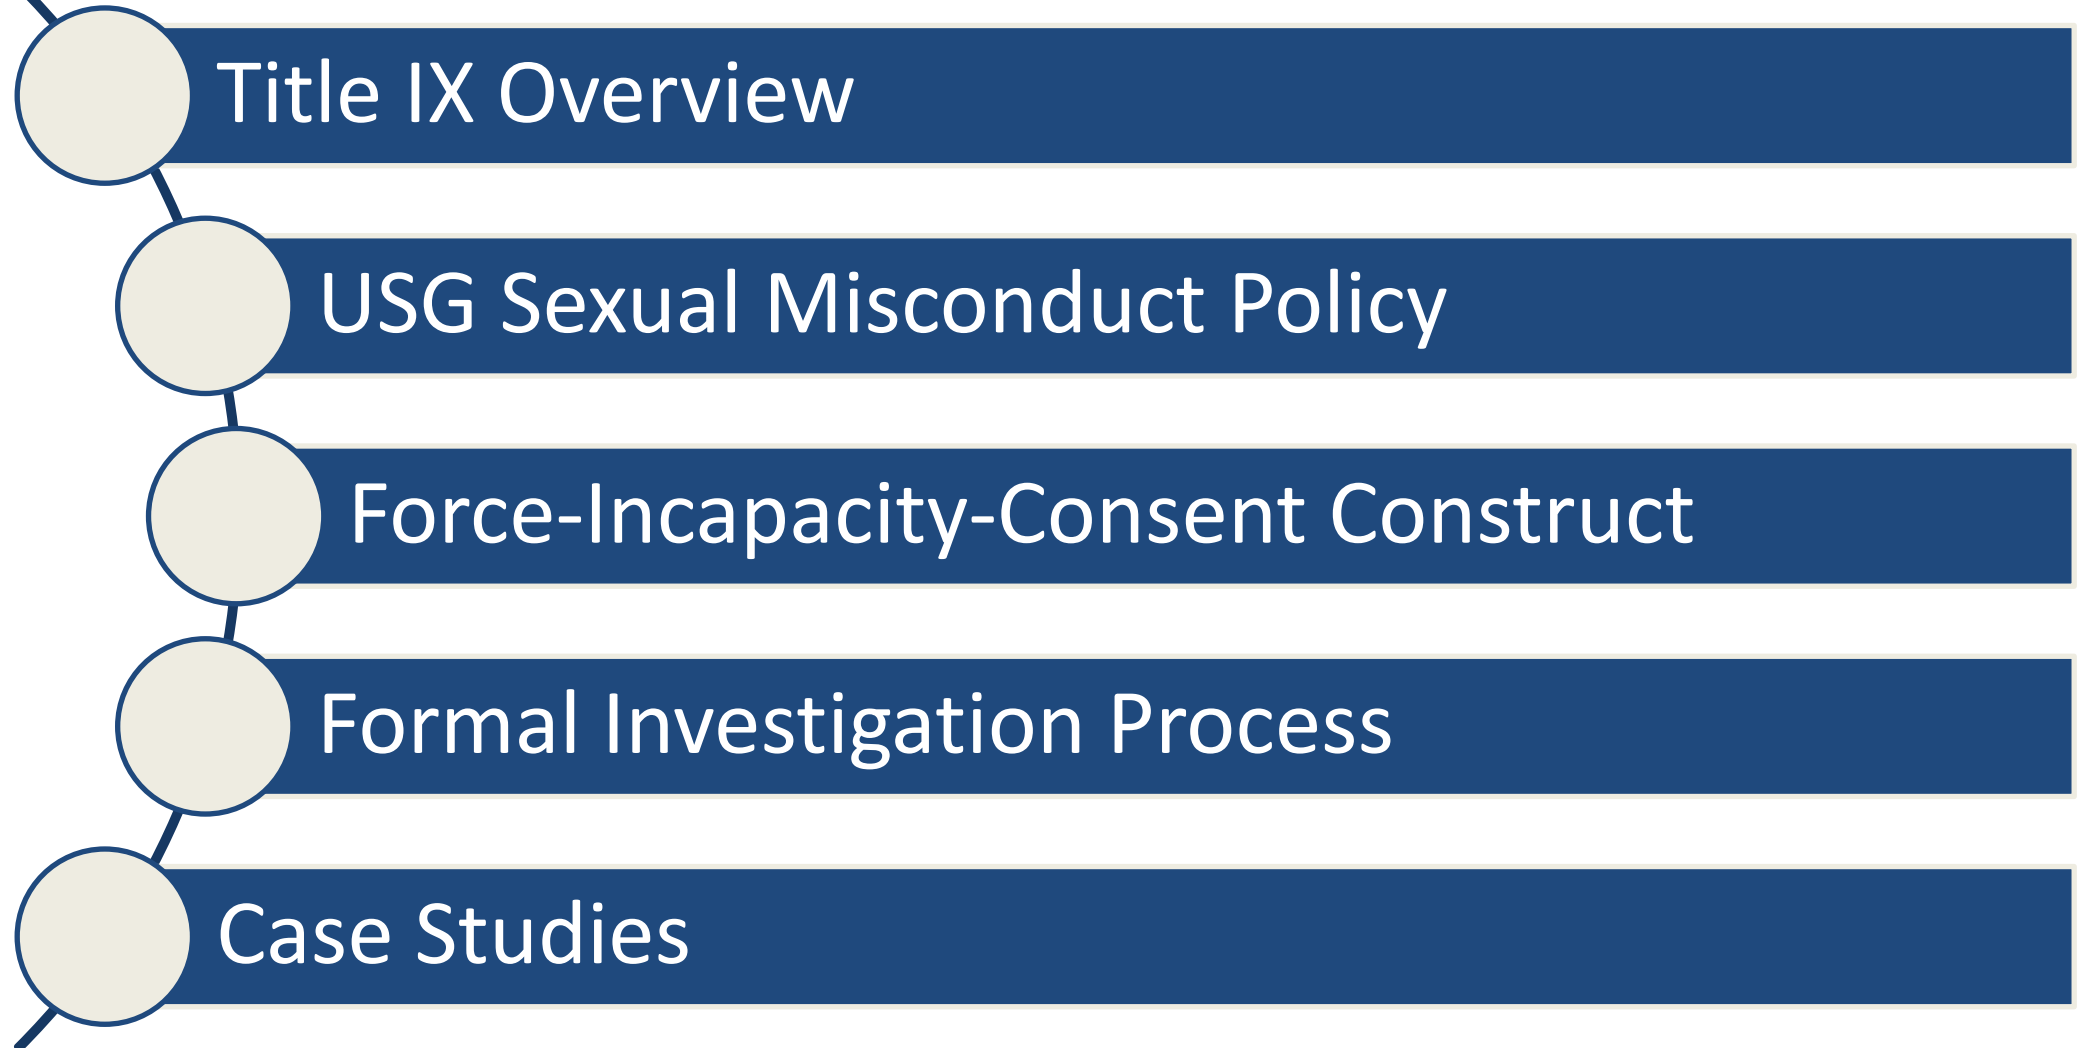 Title IX Overview
USG Sexual Misconduct Policy
Force-Incapacity-Consent Construct
Formal Investigation Process
Case Studies